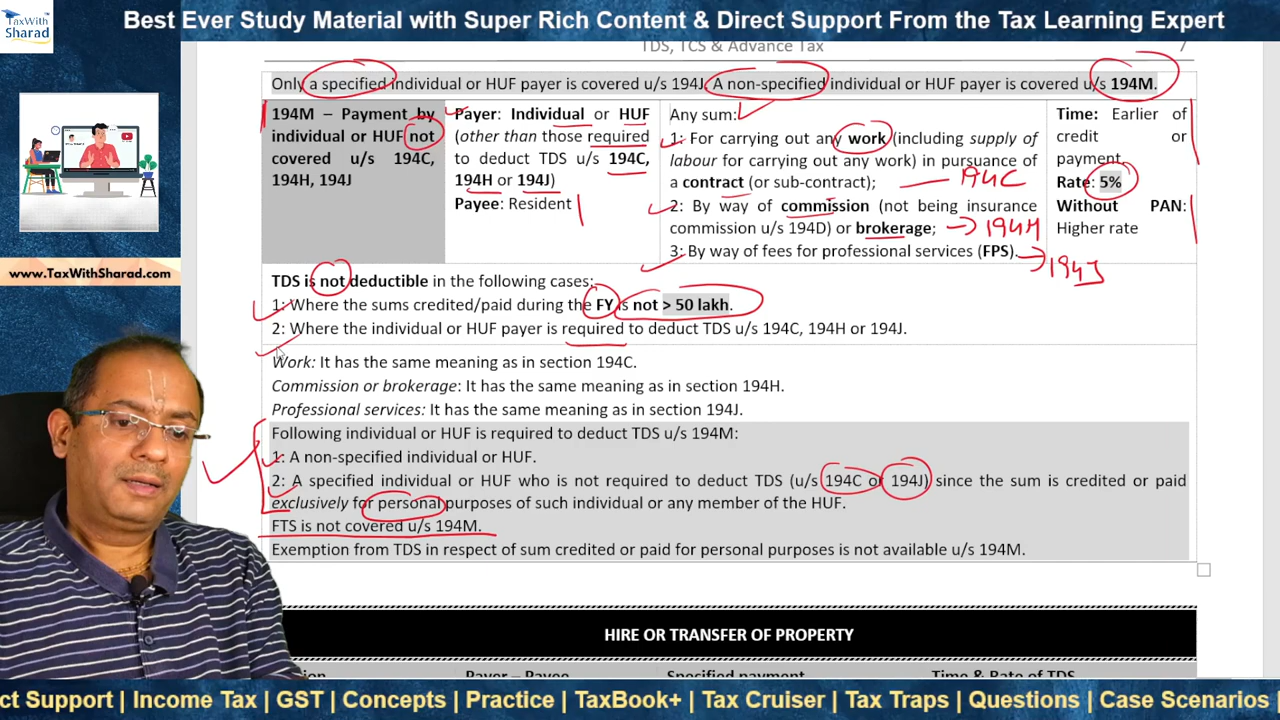 TaxWith
Sharad
Best Ever Study Material with Super Rich Content & Direct Support From the Tax Learning Expert
TDS, TCS & Advance Tax 7
Only a specified individual or HUF payer is covered u/s 194J. A non-specified individual or HUF payer is covered u/s 194M.
194M – Payment by
individual or HUF not
covered u/s 194C,
194H, 194J
Payer: Individual or HUF
(other than those required
to deduct TDS u/s 194C,
194H or 194J)
Payee: Resident
Any sum:
1: For carrying out any work (including supply of
labour for carrying out any work) in pursuance of
a contract (or sub-contract);
194C
2: By way of commission (not being insurance
commission u/s 194D) or brokerage;
194H
3: By way of fees for professional services (FPS).
194J
Time: Earlier of
credit or
payment
Rate: 5%
Without PAN:
Higher rate
www.TaxWithSharad.com
TDS is not deductible in the following cases:
1: Where the sums credited/paid during the FY is not > 50 lakh.
2: Where the individual or HUF payer is required to deduct TDS u/s 194C, 194H or 194J.
Work: It has the same meaning as in section 194C.
Commission or brokerage: It has the same meaning as in section 194H.
Professional services: It has the same meaning as in section 194J.
Following individual or HUF is required to deduct TDS u/s 194M:
1: A non-specified individual or HUF.
2: A specified individual or HUF who is not required to deduct TDS (u/s 194C or 194J) since the sum is credited or paid
exclusively for personal purposes of such individual or any member of the HUF.
FTS is not covered u/s 194M.
Exemption from TDS in respect of sum credited or paid for personal purposes is not available u/s 194M.
HIRE OR TRANSFER OF PROPERTY
Payer – Payee Specified payment Time & Rate of TDS
ct Support | Income Tax | GST | Concepts | Practice | TaxBook+ | Tax Cruiser | Tax Traps | Questions | Case Scenarios |